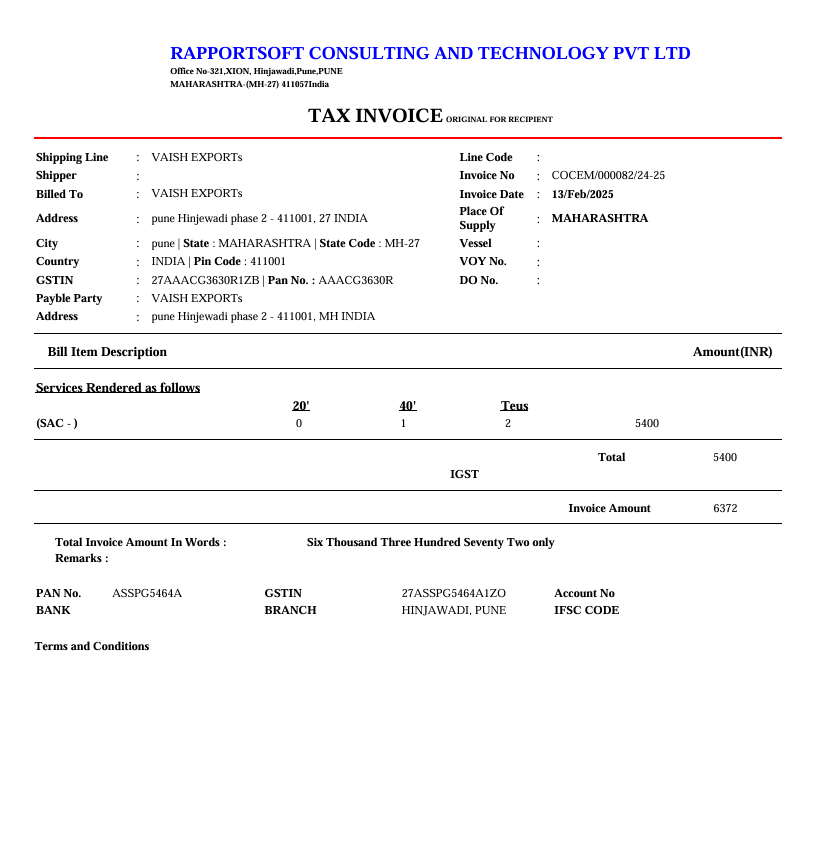 RAPPORTSOFT CONSULTING AND TECHNOLOGY PVT LTD
Office No-321,XION, Hinjawadi,Pune,PUNE
MAHARASHTRA-(MH-27) 411057India
TAX INVOICE ORIGINAL FOR RECIPIENT
Shipping Line : VAISH EXPORTs Line Code :
Shipper : Invoice No : COCEM/000082/24-25
Billed To : VAISH EXPORTs Invoice Date : 13/Feb/2025
Address : pune Hinjewadi phase 2 - 411001, 27 INDIA Place Of Supply : MAHARASHTRA
City : pune | State : MAHARASHTRA | State Code : MH-27 Vessel :
Country : INDIA | Pin Code : 411001 VOY No. :
GSTIN : 27AAACG3630R1ZB | Pan No. : AAACG3630R DO No. :
Payble Party : VAISH EXPORTs
Address : pune Hinjewadi phase 2 - 411001, MH INDIA
Bill Item Description Amount(INR)
Services Rendered as follows
20' 40' Teus
(SAC - ) 0 1 2 5400
Total 5400
IGST
Invoice Amount 6372
Total Invoice Amount In Words : Six Thousand Three Hundred Seventy Two only
Remarks :
PAN No. ASSPG5464A GSTIN 27ASSPG5464A1ZO Account No
BANK BRANCH HINJAWADI, PUNE IFSC CODE
Terms and Conditions